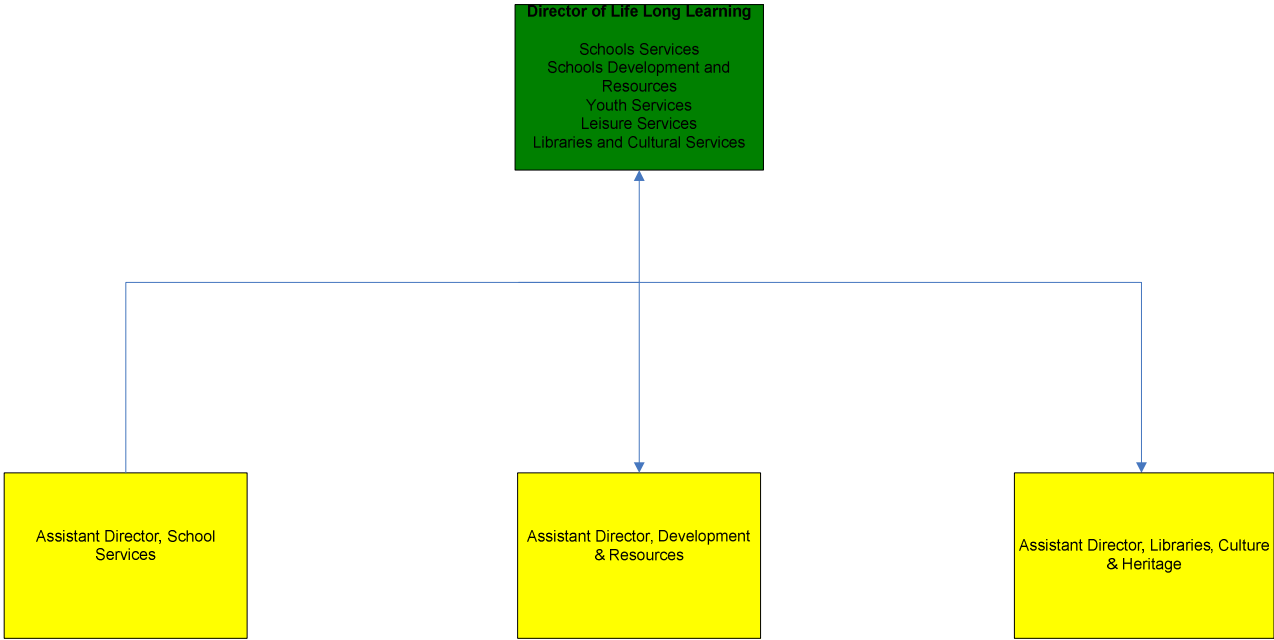 Director of Life Long Learning
Schools Services
Schools Development and
Resources
Youth Services
Leisure Services
Libraries and Cultural Services
Assistant Director, School
Services
Assistant Director, Development
& Resources
Assistant Director, Libraries, Culture
& Heritage